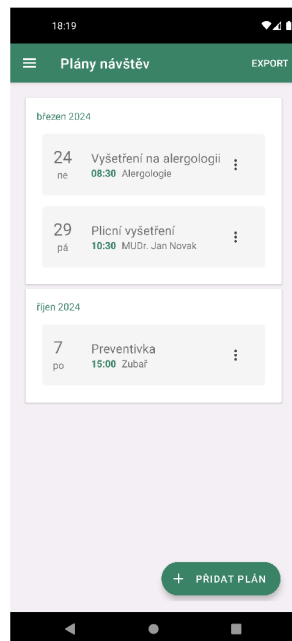 18:19
Plány návštěv EXPORT
březen 2024
24 Vyšetření na alergologii
ne 08:30 Alergologie
29 Plicní vyšetření
pá 10:30 MUDr. Jan Novak
říjen 2024
7 Preventivka
po 15:00 Zubař
+ PŘIDAT PLÁN